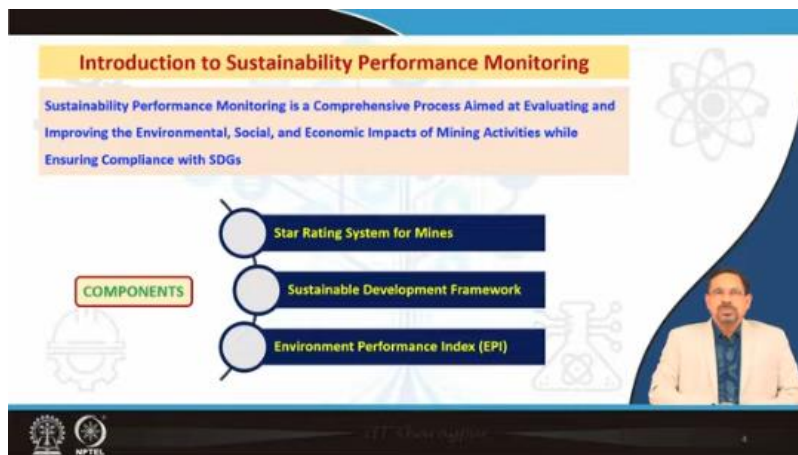 Introduction to Sustainability Performance Monitoring
Sustainability Performance Monitoring is a Comprehensive Process Aimed at Evaluating and
Improving the Environmental, Social, and Economic Impacts of Mining Activities while
Ensuring Compliance with SDGs
Star Rating System for Mines
COMPONENTS
Sustainable Development Framework
Environment Performance Index (EPI)
NPTEL
4